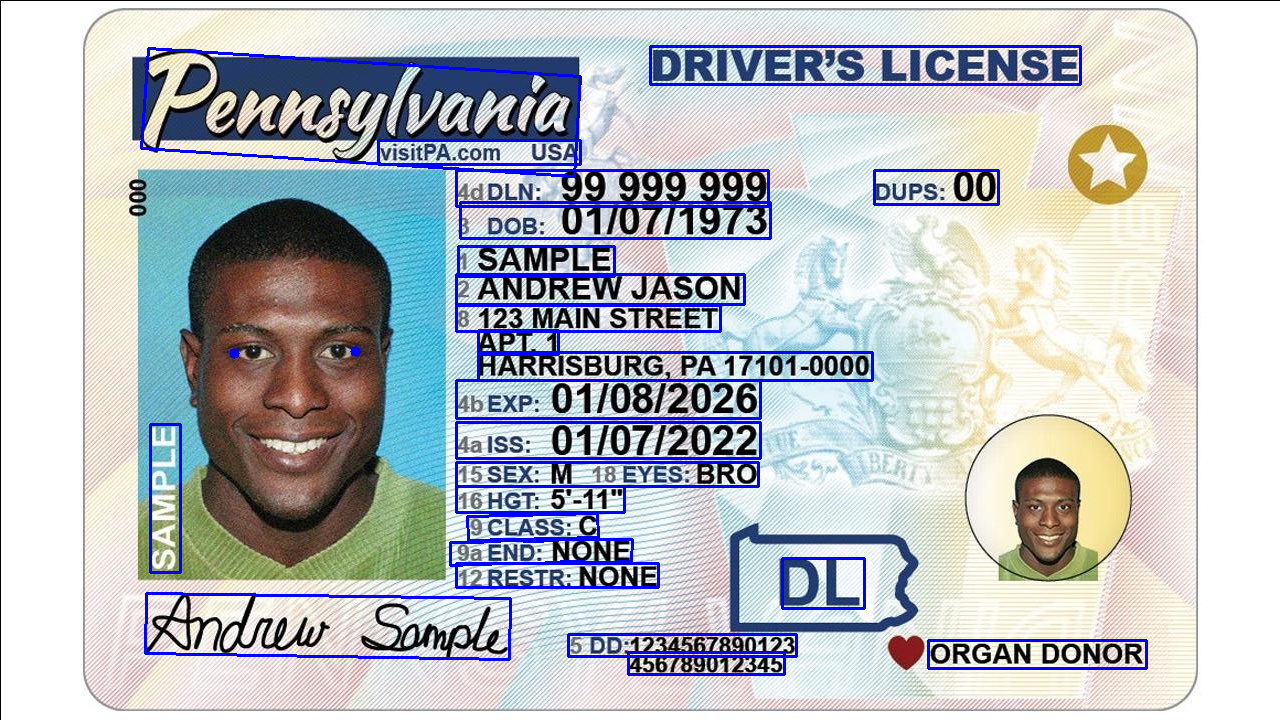 Pennsylvania
visitPA.com USA
DRIVER'S LICENSE
000
4d DLN: 99 999 999
DUPS: 00
3 DOB: 01/07/1973
1 SAMPLE
2 ANDREW JASON
8 123 MAIN STREET
APT. 1
HARRISBURG, PA 17101-0000
4b EXP: 01/08/2026
4a ISS: 01/07/2022
15 SEX: M 18 EYES: BRO
16 HGT: 5'-11"
9 CLASS: C
9a END: NONE
12 RESTR: NONE
SAMPLE
Andrew Sample
DL
5 DD:1234567890123
456789012345
ORGAN DONOR